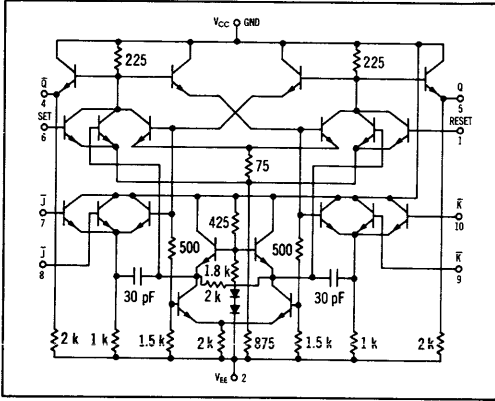 VCC GND
225
225
Q̅
4
Q
5
SET
6
RESET
1
75
J̅
7
K̅
10
425
500
1.8 k
500
J̅
8
K̅
9
30 pF
2 k
30 pF
2 k
1 k
1.5 k
2 k
875
1.5 k
1 k
2 k
VEE 2